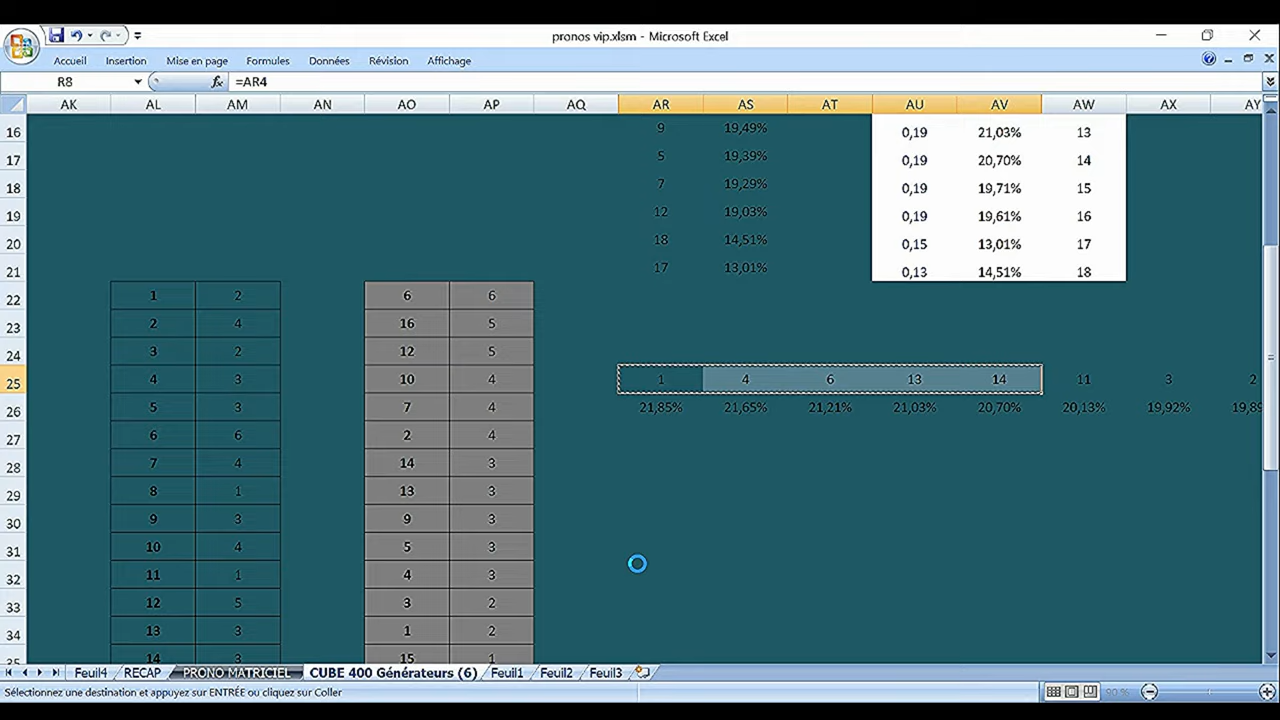 pronos vip.xlsm - Microsoft Excel
Accueil Insertion Mise en page Formules Données Révision Affichage
R8 fx =AR4
AK AL AM AN AO AP AQ AR AS AT AU AV AW AX AY
16 9 19,49% 0,19 21,03% 13
17 5 19,39% 0,19 20,70% 14
18 7 19,29% 0,19 19,71% 15
19 12 19,03% 0,19 19,61% 16
20 18 14,51% 0,15 13,01% 17
21 17 13,01% 0,13 14,51% 18
22 1 2 6 6
23 2 4 16 5
24 3 2 12 5
25 4 3 10 4 1 4 6 13 14 11 3 2
26 5 3 7 4 21,85% 21,65% 21,21% 21,03% 20,70% 20,13% 19,92% 19,89
27 6 6 2 4
28 7 4 14 3
29 8 1 13 3
30 9 3 9 3
31 10 4 5 3
32 11 1 4 3
33 12 5 3 2
34 13 3 1 2
35 14 3 15 1
Feuil4 RECAP PRONO MATRICIEL CUBE 400 Générateurs (6) Feuil1 Feuil2 Feuil3
Sélectionnez une destination et appuyez sur ENTRÉE ou cliquez sur Coller 90 %